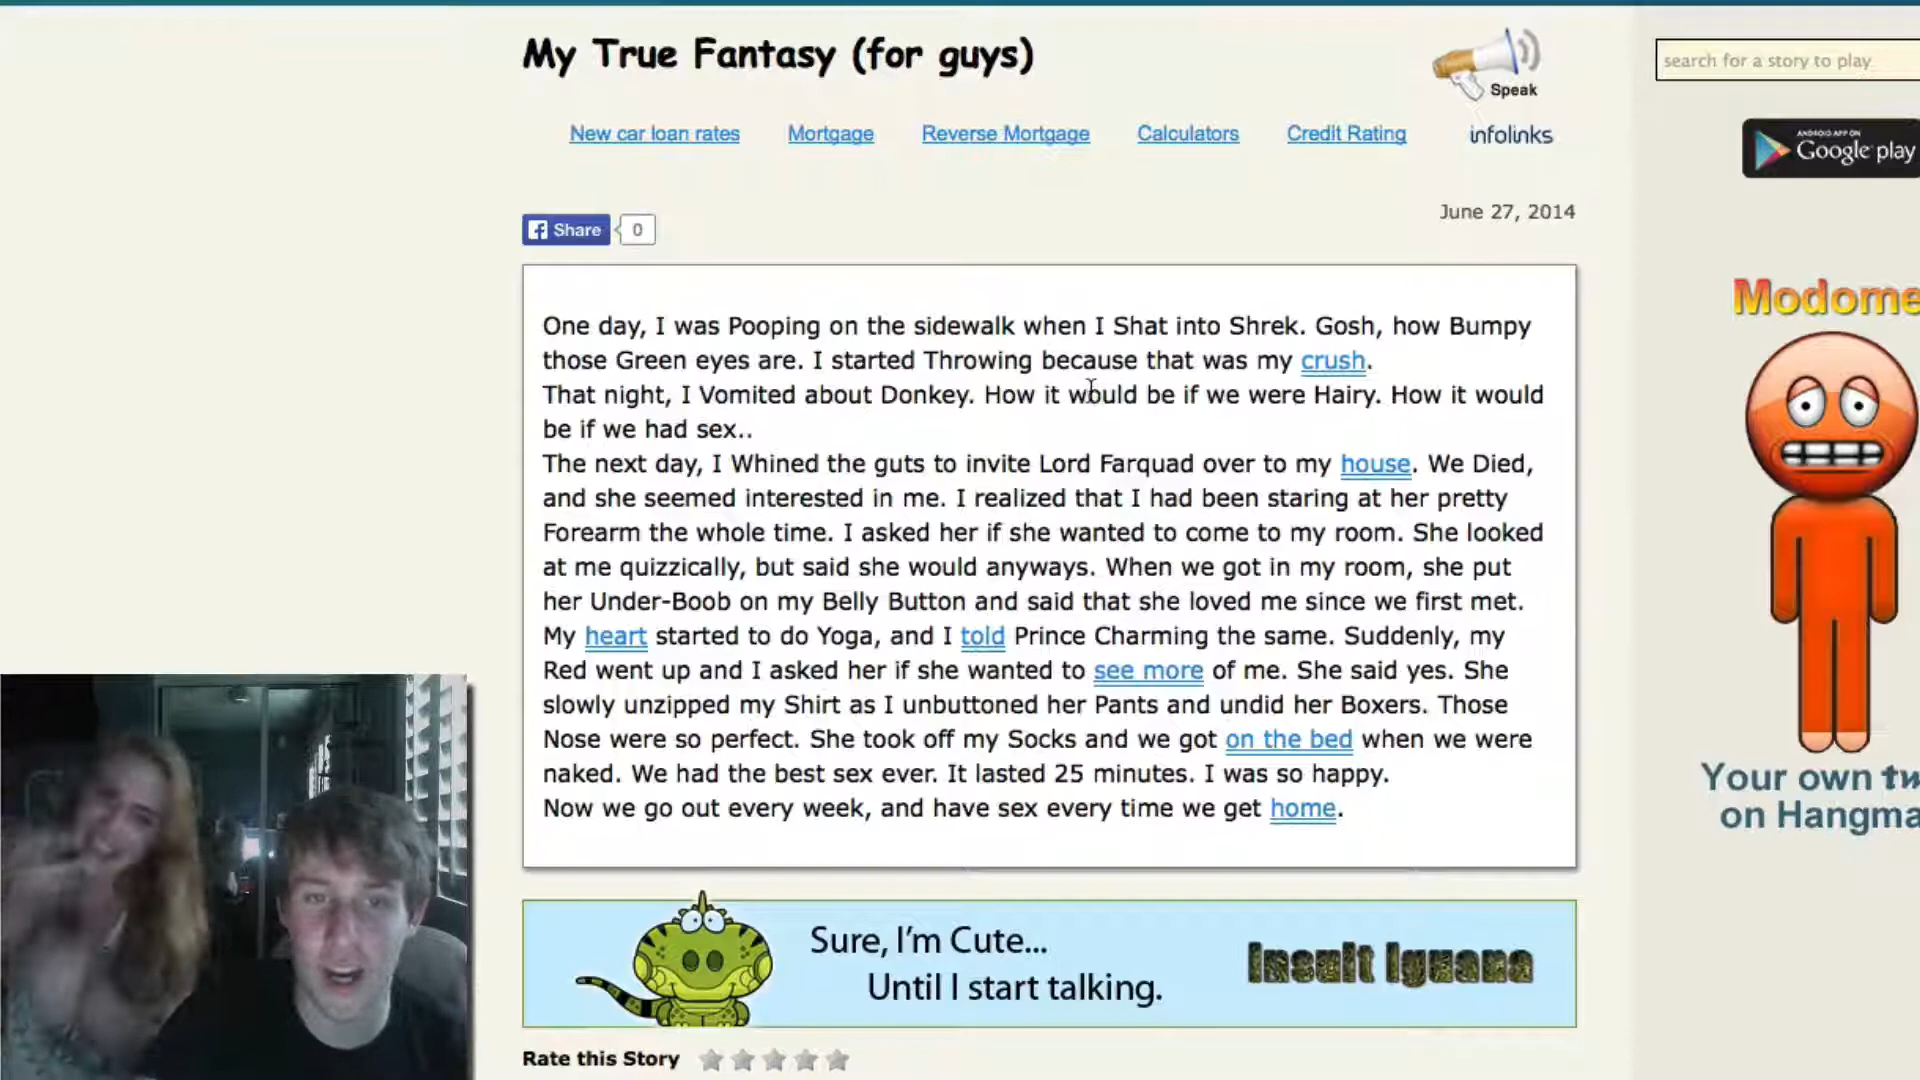 My True Fantasy (for guys)
Speak
search for a story to play
New car loan rates Mortgage Reverse Mortgage Calculators Credit Rating infolinks
ANDROID APP ON
Google play
June 27, 2014
Share 0
One day, I was Pooping on the sidewalk when I Shat into Shrek. Gosh, how Bumpy
those Green eyes are. I started Throwing because that was my crush.
That night, I Vomited about Donkey. How it would be if we were Hairy. How it would
be if we had sex..
The next day, I Whined the guts to invite Lord Farquad over to my house. We Died,
and she seemed interested in me. I realized that I had been staring at her pretty
Forearm the whole time. I asked her if she wanted to come to my room. She looked
at me quizzically, but said she would anyways. When we got in my room, she put
her Under-Boob on my Belly Button and said that she loved me since we first met.
My heart started to do Yoga, and I told Prince Charming the same. Suddenly, my
Red went up and I asked her if she wanted to see more of me. She said yes. She
slowly unzipped my Shirt as I unbuttoned her Pants and undid her Boxers. Those
Nose were so perfect. She took off my Socks and we got on the bed when we were
naked. We had the best sex ever. It lasted 25 minutes. I was so happy.
Now we go out every week, and have sex every time we get home.
Modome
Your own tw
on Hangma
Sure, I'm Cute...
Until I start talking.
Insult Iguana
Rate this Story